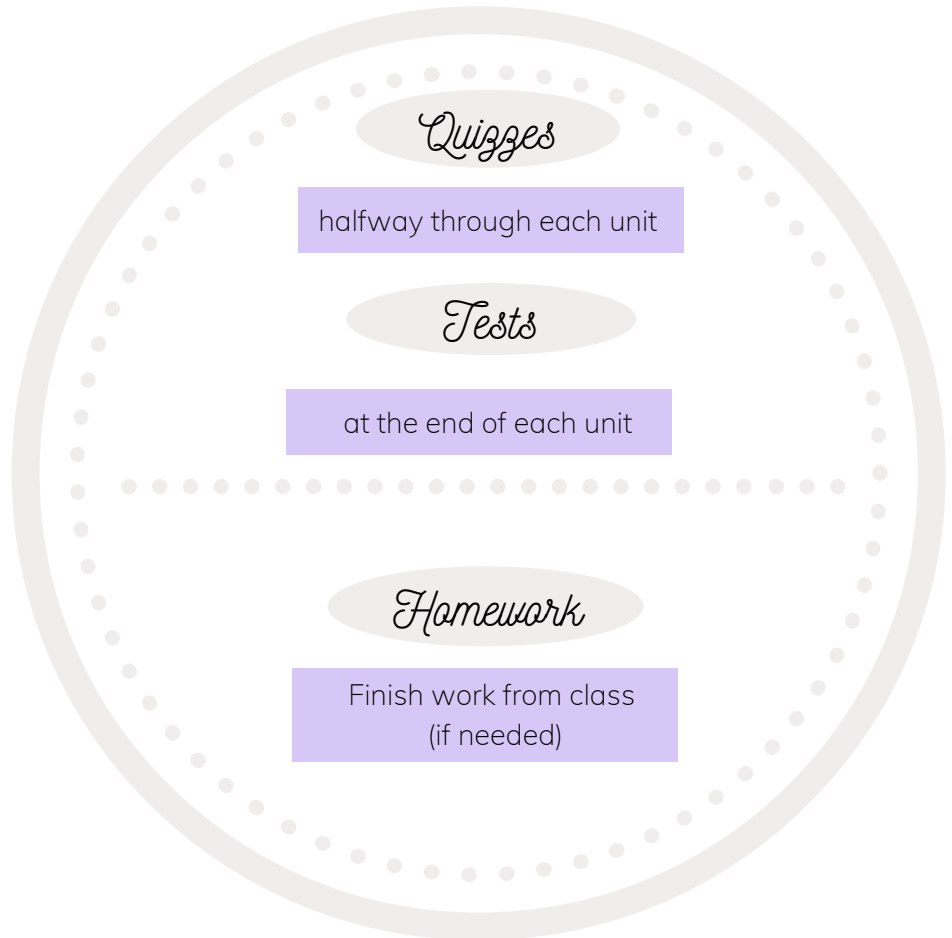 Quizzes
halfway through each unit
Tests
at the end of each unit
Homework
Finish work from class
(if needed)